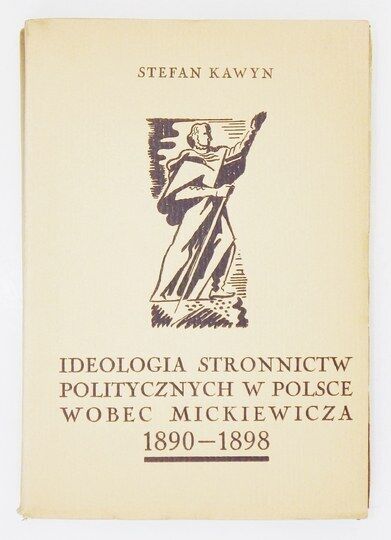 STEFAN KAWYN
IDEOLOGIA STRONNICTW
POLITYCZNYCH W POLSCE
WOBEC MICKIEWICZA
1890—1898